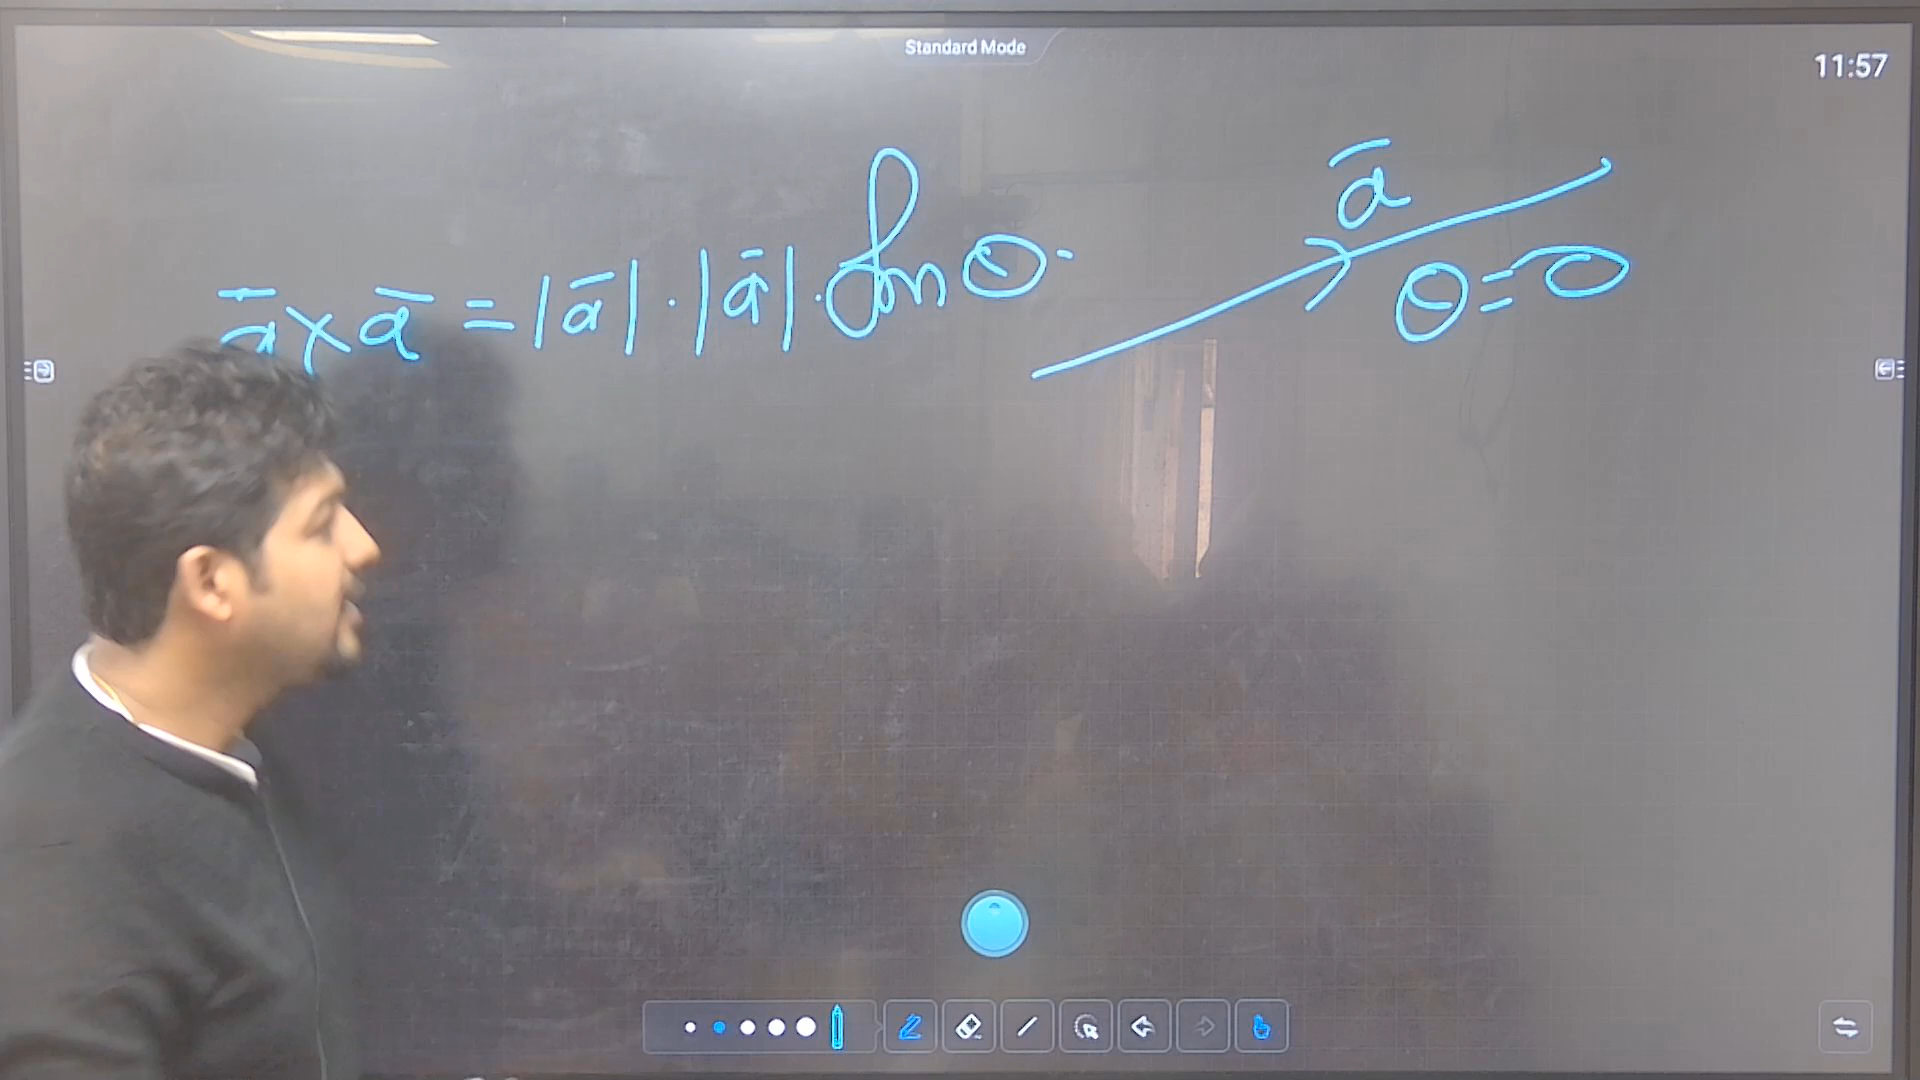 Standard Mode
11:57
a̅ × a̅ = |a̅| · |a̅| · sin θ.
a̅
θ = 0